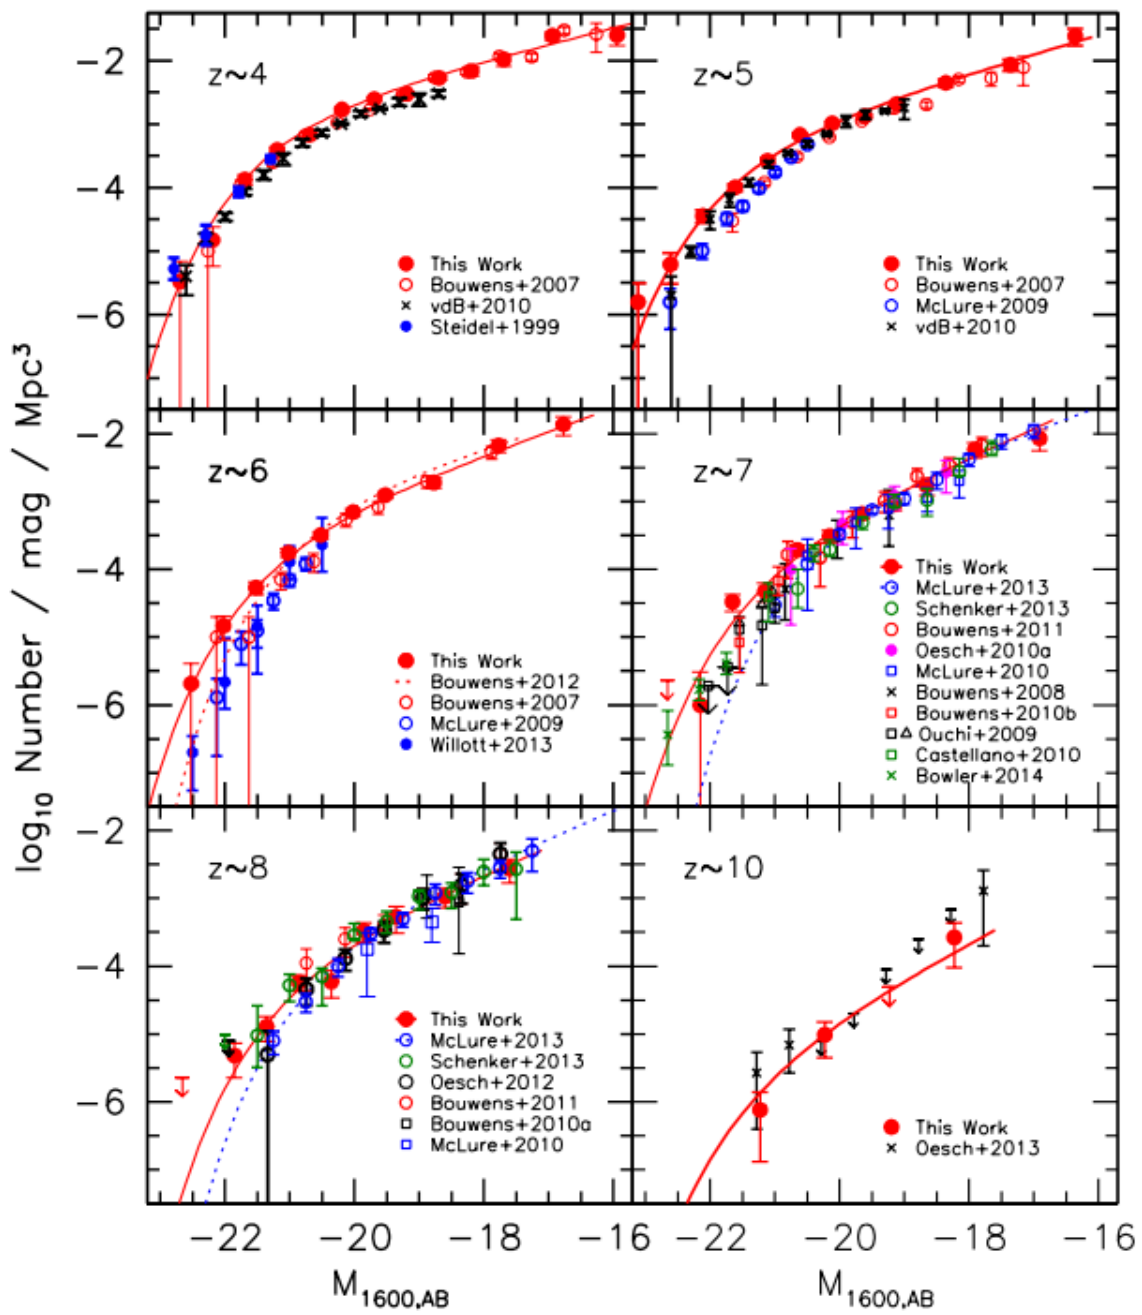 z~4
−2
−4
−6
This Work
Bouwens+2007
vdB+2010
Steidel+1999
z~5
This Work
Bouwens+2007
McLure+2009
vdB+2010
z~6
−2
−4
−6
This Work
Bouwens+2012
Bouwens+2007
McLure+2009
Willott+2013
z~7
This Work
McLure+2013
Schenker+2013
Bouwens+2011
Oesch+2010a
McLure+2010
Bouwens+2008
Bouwens+2010b
Ouchi+2009
Castellano+2010
Bowler+2014
z~8
−2
−4
−6
This Work
McLure+2013
Schenker+2013
Oesch+2012
Bouwens+2011
Bouwens+2010a
McLure+2010
z~10
This Work
Oesch+2013
log10 Number / mag / Mpc3
−22 −20 −18 −16
M1600,AB
−22 −20 −18 −16
M1600,AB